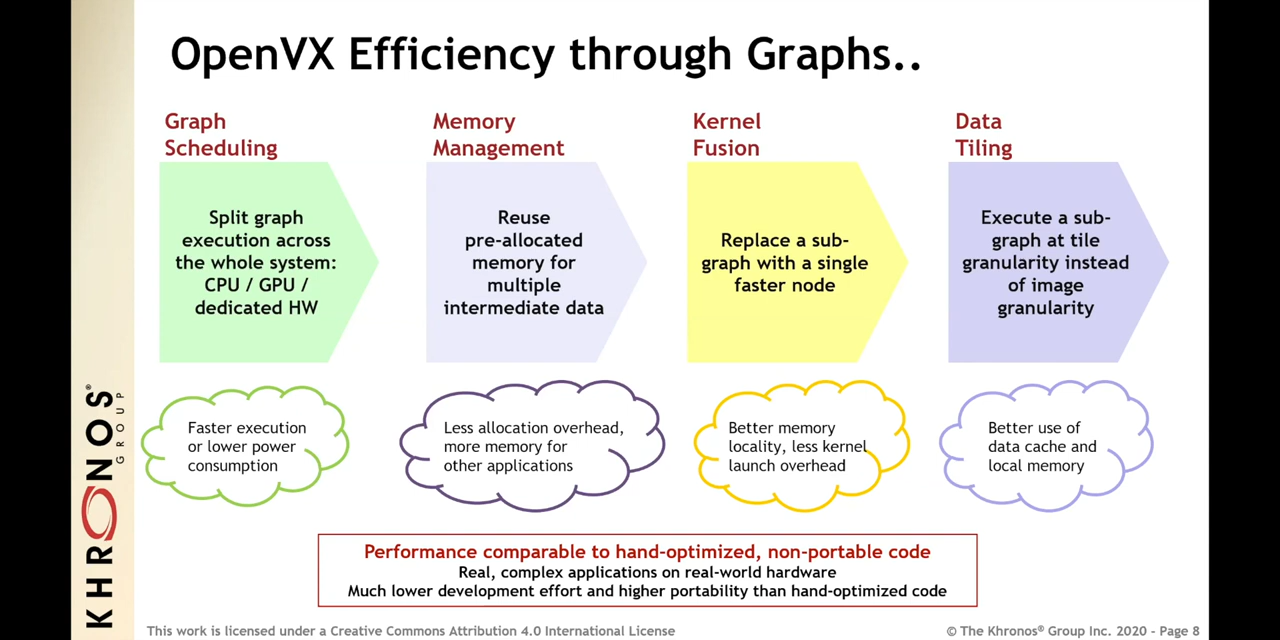 OpenVX Efficiency through Graphs..
Graph
Scheduling
Split graph
execution across
the whole system:
CPU / GPU /
dedicated HW
Faster execution
or lower power
consumption
Memory
Management
Reuse
pre-allocated
memory for
multiple
intermediate data
Less allocation overhead,
more memory for
other applications
Kernel
Fusion
Replace a sub-
graph with a single
faster node
Better memory
locality, less kernel
launch overhead
Data
Tiling
Execute a sub-
graph at tile
granularity instead
of image
granularity
Better use of
data cache and
local memory
Performance comparable to hand-optimized, non-portable code
Real, complex applications on real-world hardware
Much lower development effort and higher portability than hand-optimized code
KHRONOS®
GROUP
This work is licensed under a Creative Commons Attribution 4.0 International License
© The Khronos® Group Inc. 2020 - Page 8